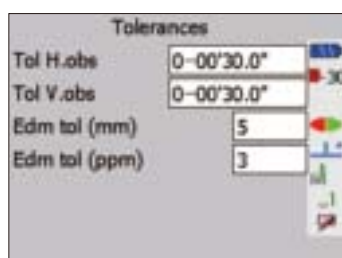 Tolerances
Tol H.obs 0-00'30.0"
Tol V.obs 0-00'30.0"
Edm tol (mm) 5
Edm tol (ppm) 3